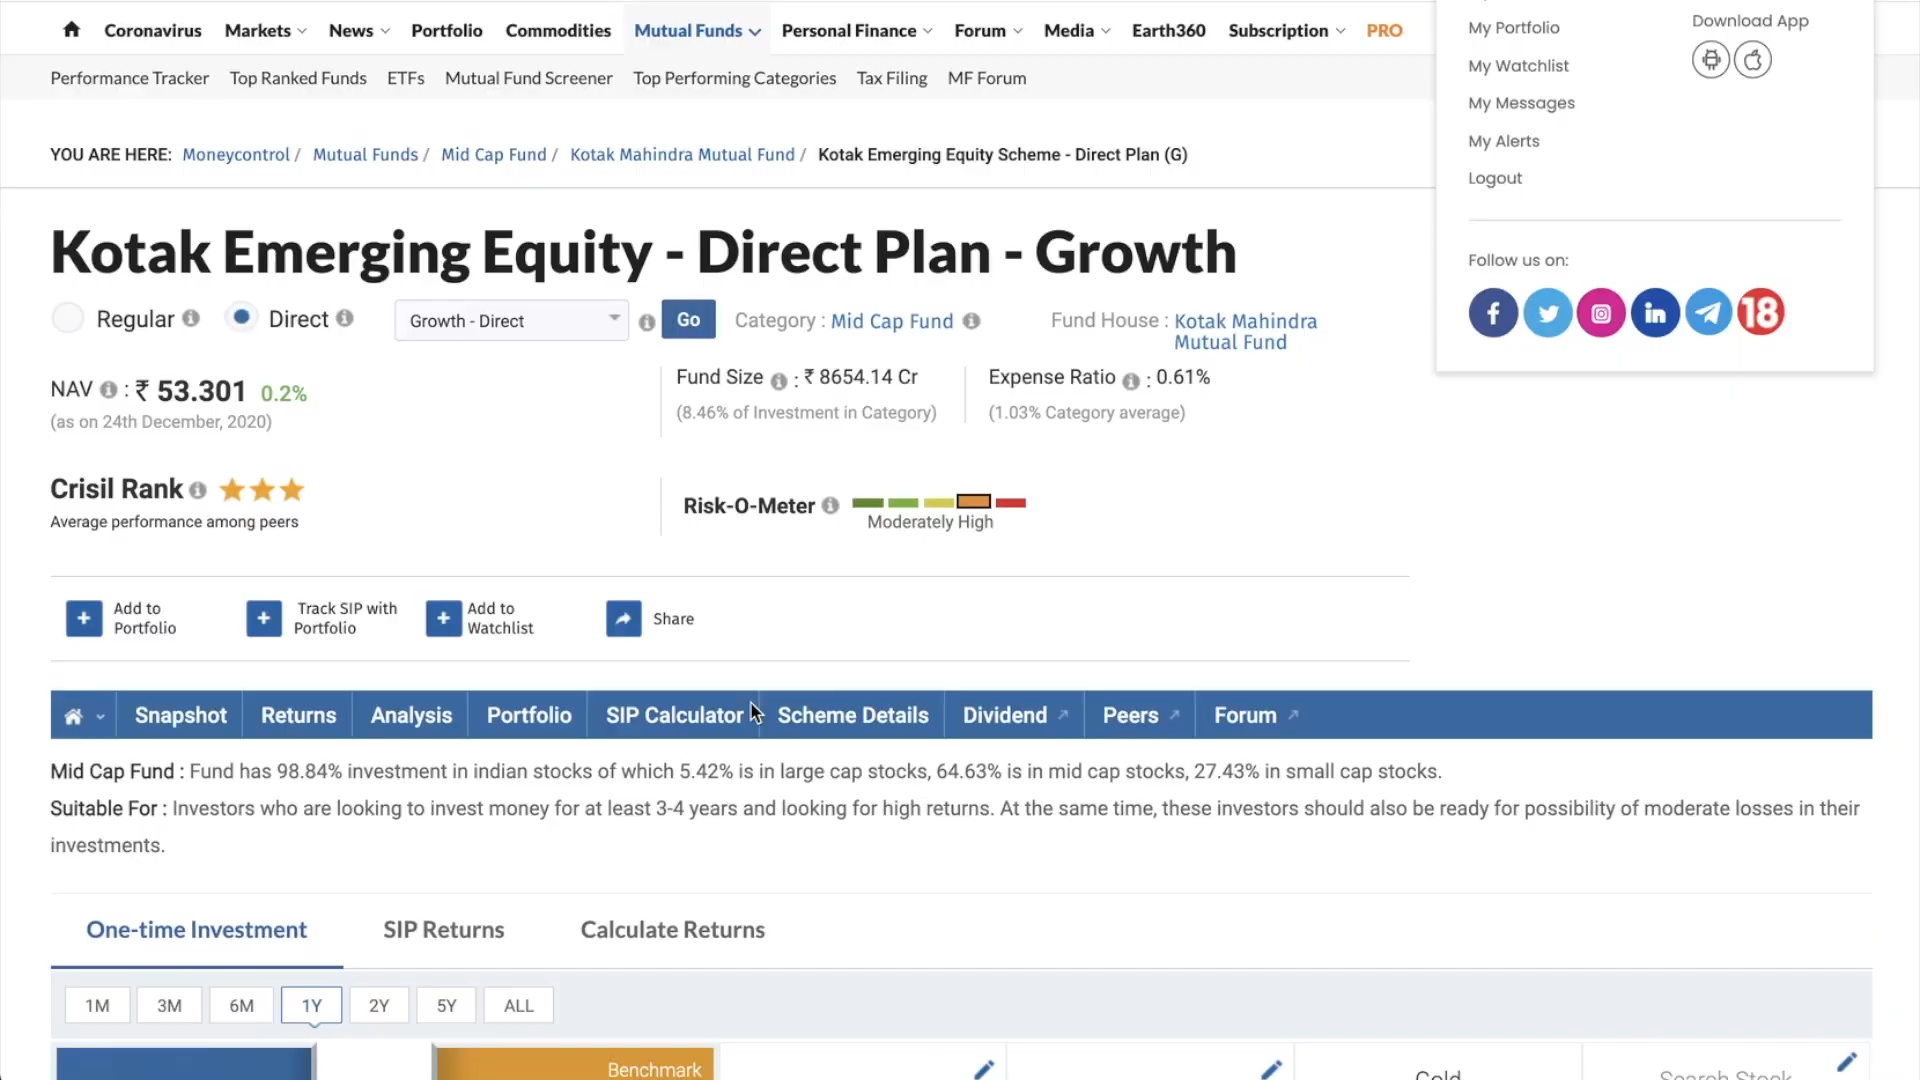 Coronavirus Markets News Portfolio Commodities Mutual Funds Personal Finance Forum Media Earth360 Subscription PRO
Performance Tracker Top Ranked Funds ETFs Mutual Fund Screener Top Performing Categories Tax Filing MF Forum
My Portfolio
My Watchlist
My Messages
My Alerts
Logout
Download App
Follow us on:
18
YOU ARE HERE: Moneycontrol / Mutual Funds / Mid Cap Fund / Kotak Mahindra Mutual Fund / Kotak Emerging Equity Scheme - Direct Plan (G)
Kotak Emerging Equity - Direct Plan - Growth
Regular Direct Growth - Direct Go Category : Mid Cap Fund Fund House : Kotak Mahindra
Mutual Fund
NAV : ₹ 53.301 0.2%
(as on 24th December, 2020)
Fund Size : ₹ 8654.14 Cr
(8.46% of Investment in Category)
Expense Ratio : 0.61%
(1.03% Category average)
Crisil Rank
Average performance among peers
Risk-O-Meter
Moderately High
Add to
Portfolio
Track SIP with
Portfolio
Add to
Watchlist
Share
Snapshot Returns Analysis Portfolio SIP Calculator Scheme Details Dividend Peers Forum
Mid Cap Fund : Fund has 98.84% investment in indian stocks of which 5.42% is in large cap stocks, 64.63% is in mid cap stocks, 27.43% in small cap stocks.
Suitable For : Investors who are looking to invest money for at least 3-4 years and looking for high returns. At the same time, these investors should also be ready for possibility of moderate losses in their
investments.
One-time Investment SIP Returns Calculate Returns
1M 3M 6M 1Y 2Y 5Y ALL
Benchmark
Gold
Search Stock